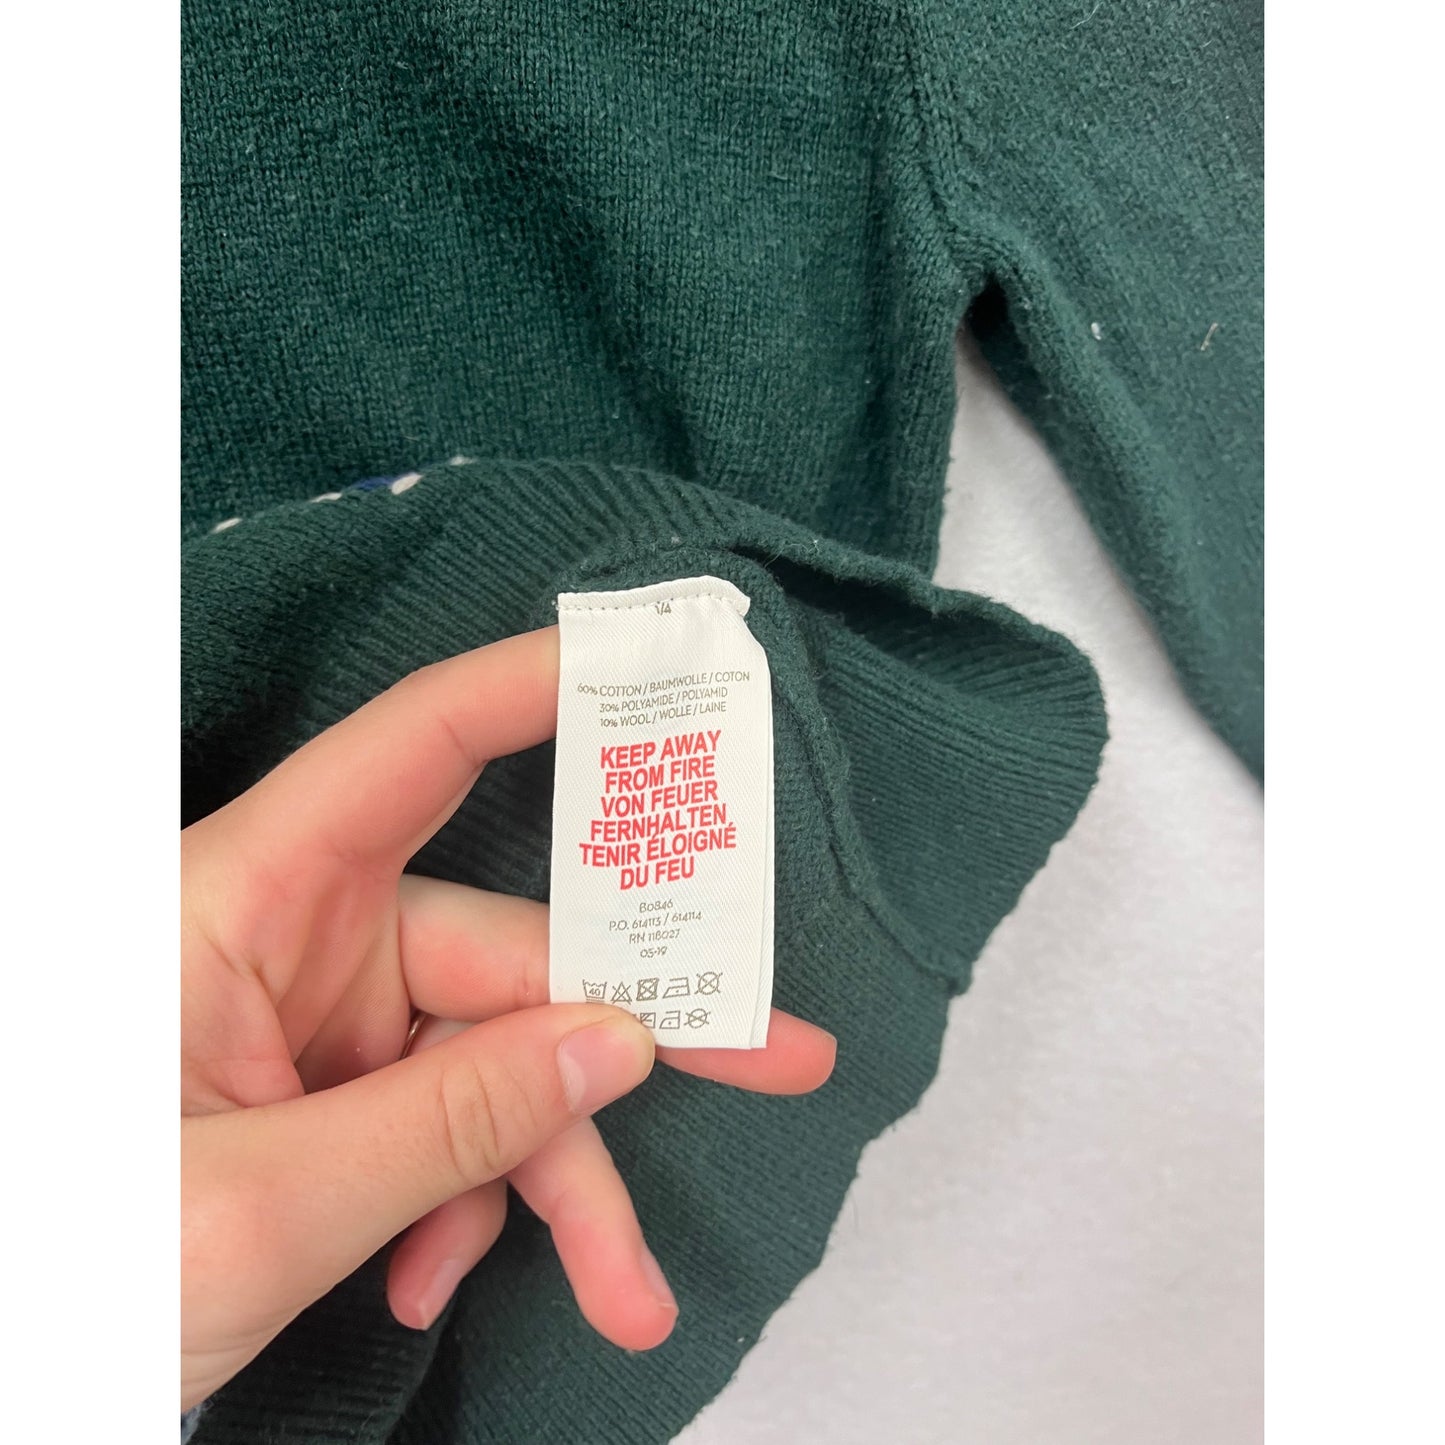 1/4
60% COTTON / BAUMWOLLE / COTON
30% POLYAMIDE / POLYAMID
10% WOOL / WOLLE / LAINE
KEEP AWAY
FROM FIRE
VON FEUER
FERNHALTEN,
TENIR ÉLOIGNÉ
DU FEU
B0846
P.O. 614113 / 614114
RN 118027
05-19
40